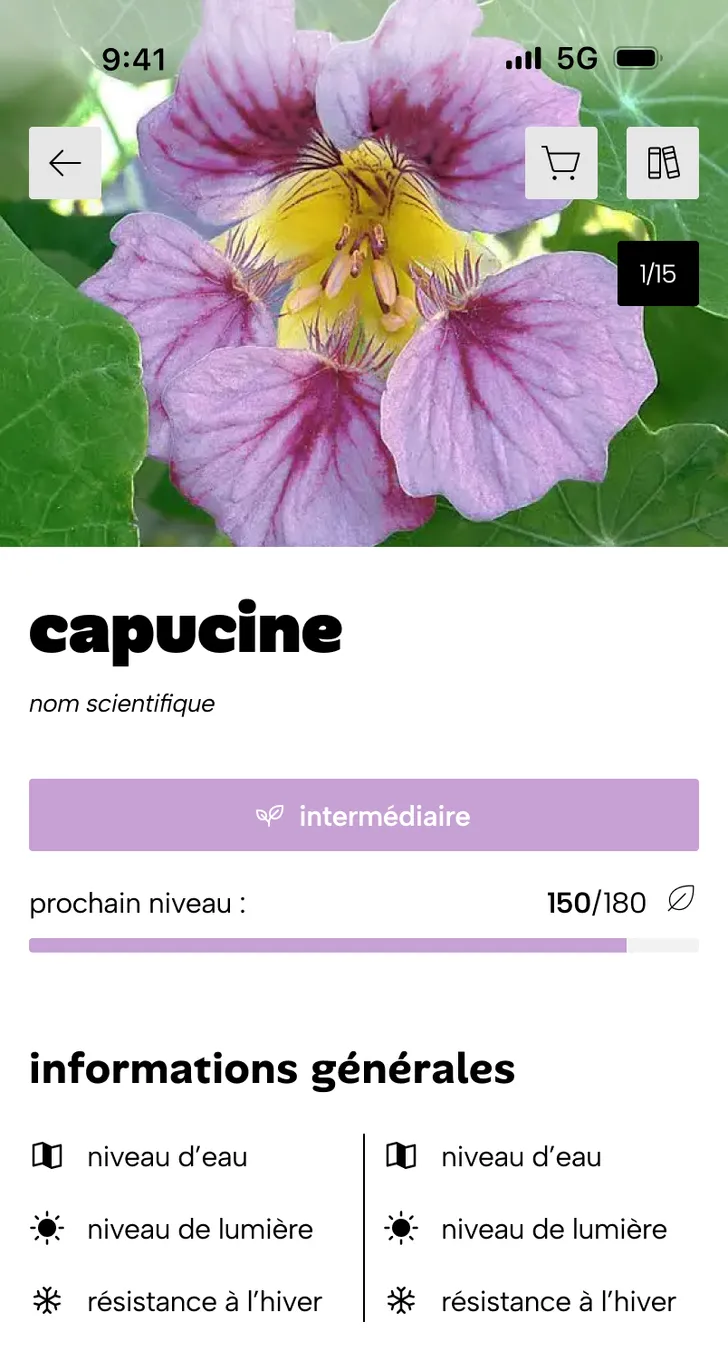 9:41 5G
1/15
capucine
nom scientifique
intermédiaire
prochain niveau : 150/180
informations générales
niveau d’eau niveau d’eau
niveau de lumière niveau de lumière
résistance à l’hiver résistance à l’hiver